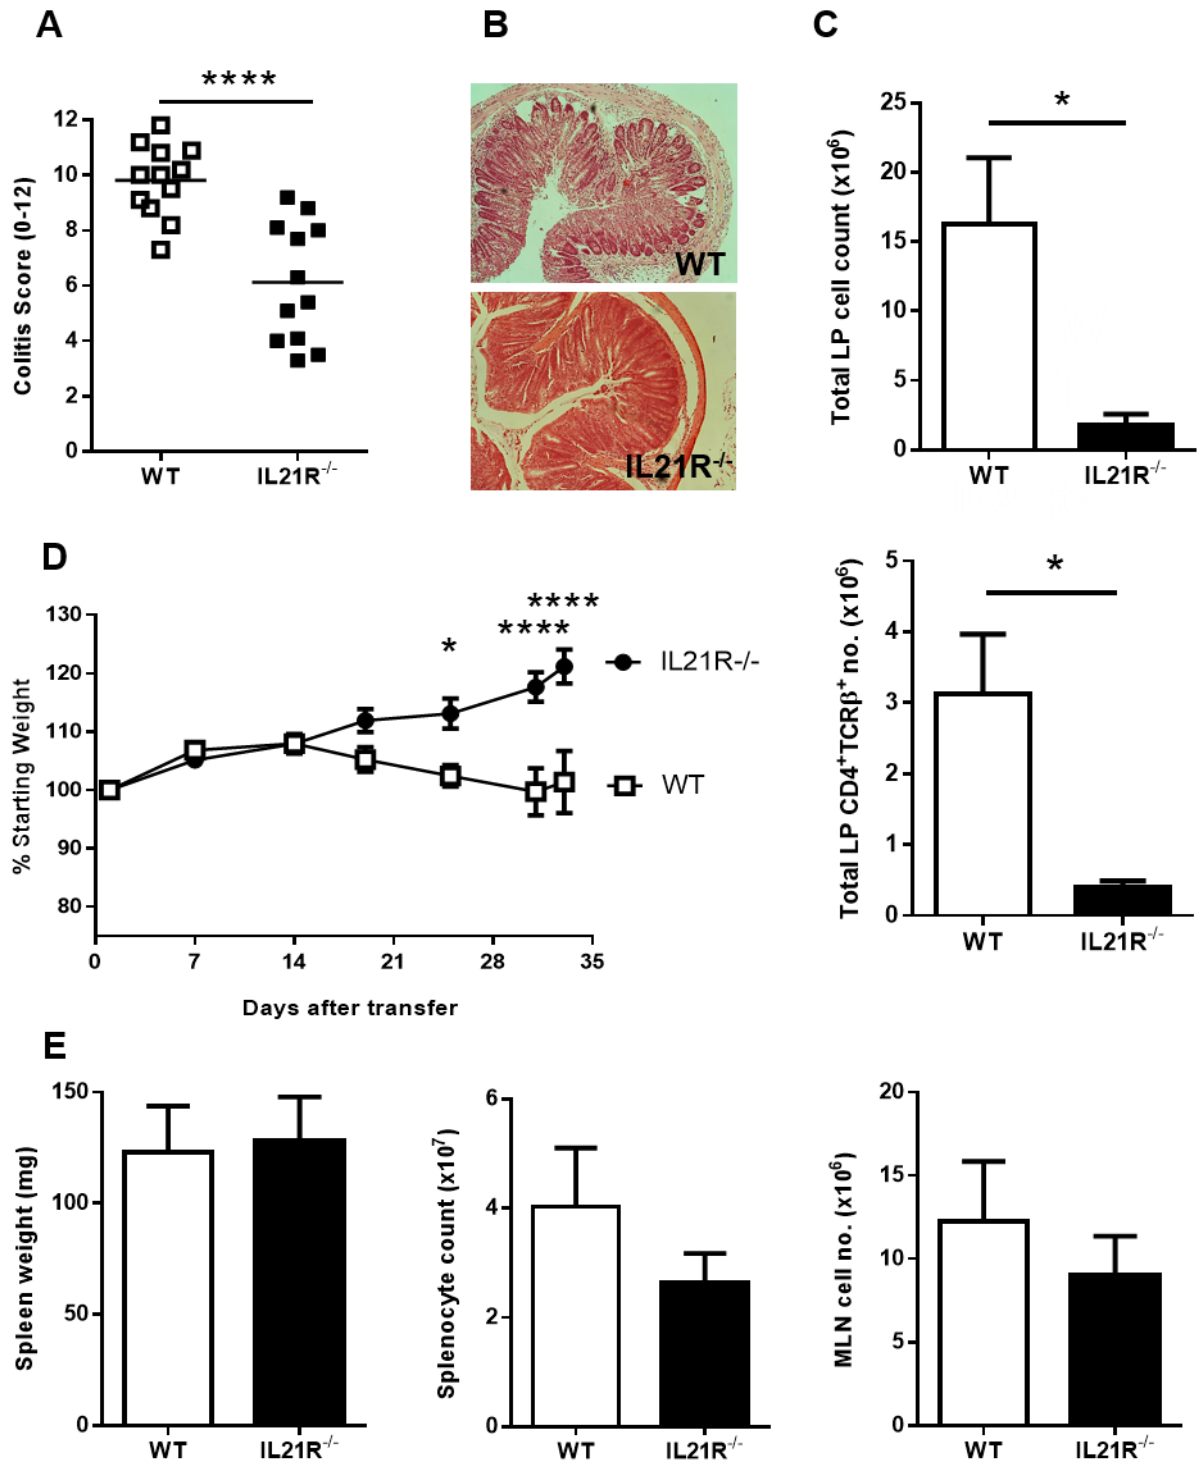 A
B
C
****
12
10
8
6
4
2
0
Colitis Score (0-12)
WT
IL21R-/-
WT
IL21R-/-
*
25
20
15
10
5
0
Total LP cell count (x10⁶)
WT
IL21R-/-
D
130
120
110
100
90
80
% Starting Weight
*
****
****
IL21R-/-
WT
0 7 14 21 28 35
Days after transfer
*
5
4
3
2
1
0
Total LP CD4⁺TCRβ⁺ no. (x10⁶)
WT
IL21R-/-
E
150
100
50
0
Spleen weight (mg)
WT
IL21R-/-
6
4
2
0
Splenocyte count (x10⁷)
WT
IL21R-/-
20
15
10
5
0
MLN cell no. (x10⁶)
WT
IL21R-/-